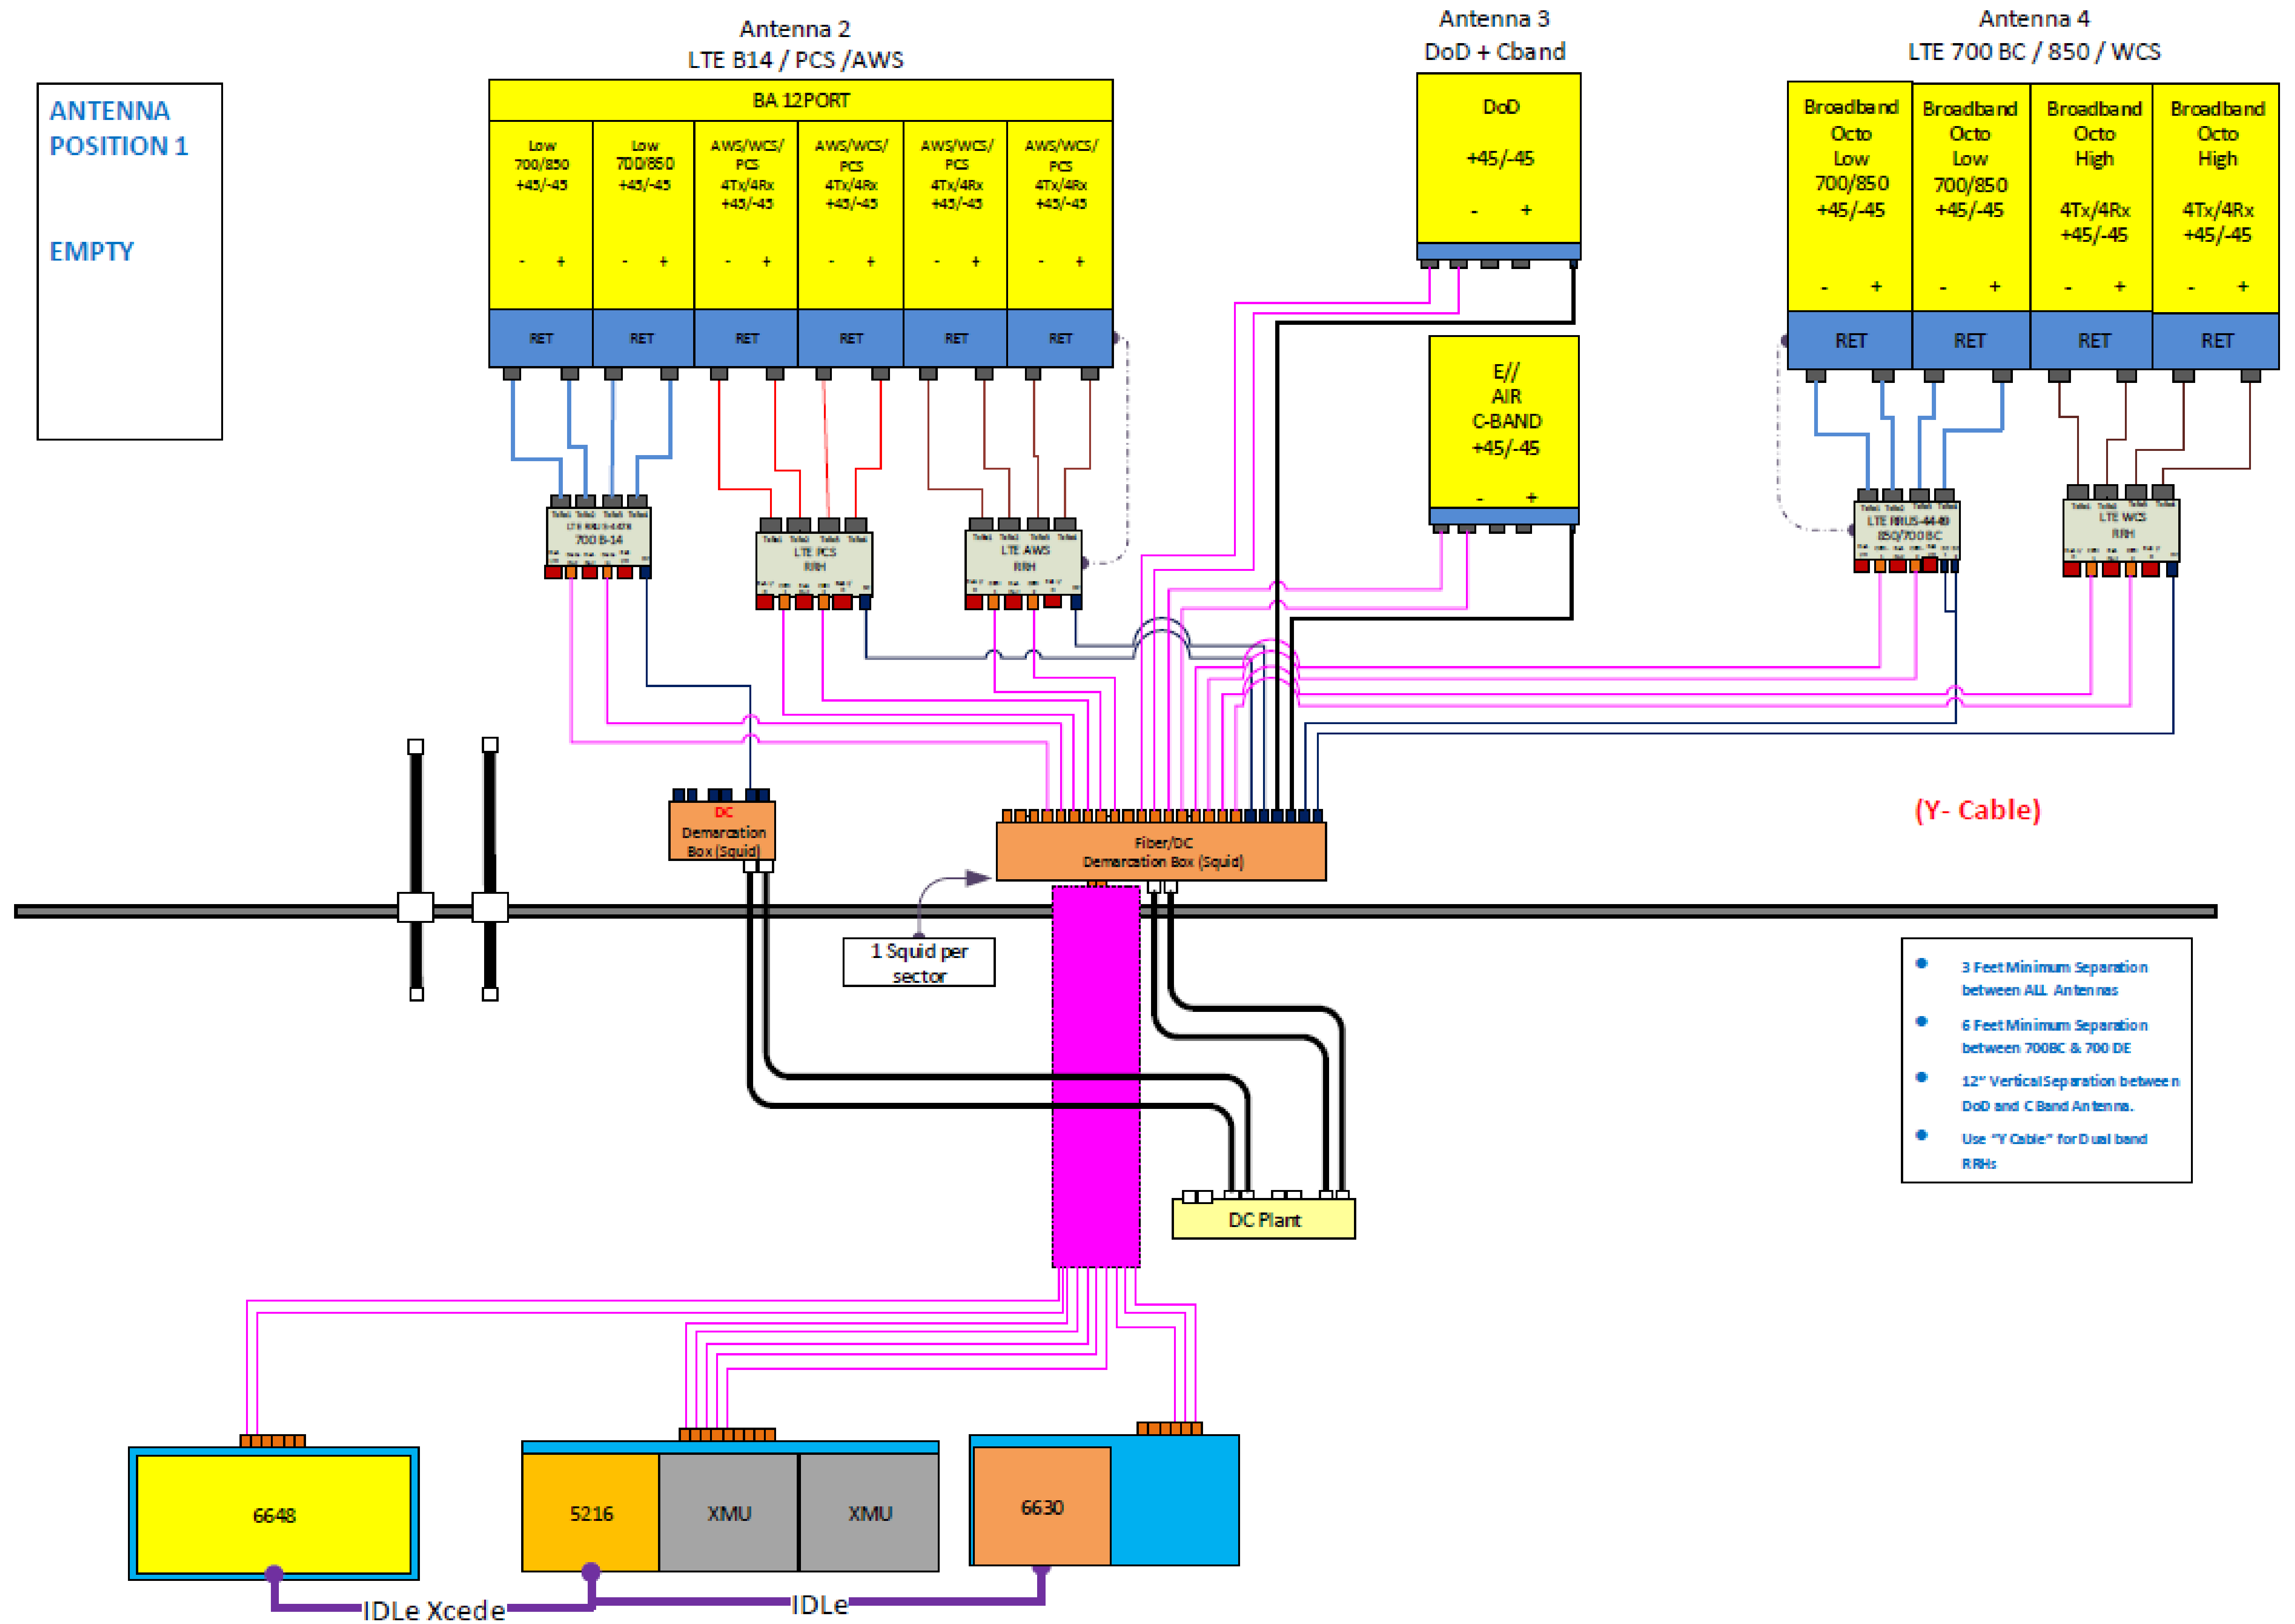 Antenna 2
LTE B14 / PCS /AWS
Antenna 3
DoD + Cband
Antenna 4
LTE 700 BC / 850 / WCS
ANTENNA
POSITION 1
EMPTY
BA 12PORT
Low
700/850
+45/-45
- +
RET
Low
700/850
+45/-45
- +
RET
AWS/WCS/
PCS
4Tx/4Rx
+45/-45
- +
RET
AWS/WCS/
PCS
4Tx/4Rx
+45/-45
- +
RET
AWS/WCS/
PCS
4Tx/4Rx
+45/-45
- +
RET
AWS/WCS/
PCS
4Tx/4Rx
+45/-45
- +
RET
DoD
+45/-45
- +
E//
AIR
C-BAND
+45/-45
- +
Broadband
Octo
Low
700/850
+45/-45
- +
RET
Broadband
Octo
Low
700/850
+45/-45
- +
RET
Broadband
Octo
High
4Tx/4Rx
+45/-45
- +
RET
Broadband
Octo
High
4Tx/4Rx
+45/-45
- +
RET
700 B-14
LTE PCS
RRH
LTE AWS
RRH
LTE RRUS-4449
850/700 BC
LTE WCS
RRH
DC
Demarcation
Box (Squid)
Fiber/DC
Demarcation Box (Squid)
(Y- Cable)
1 Squid per
sector
3 Feet Minimum Separation
between ALL Antennas
6 Feet Minimum Separation
between 700BC & 700 DE
12" Vertical Separation between
DoD and C Band Antenna.
Use "Y Cable" for Dual band
RRHs
DC Plant
6648
5216
XMU
XMU
6630
IDLe Xcede
IDLe